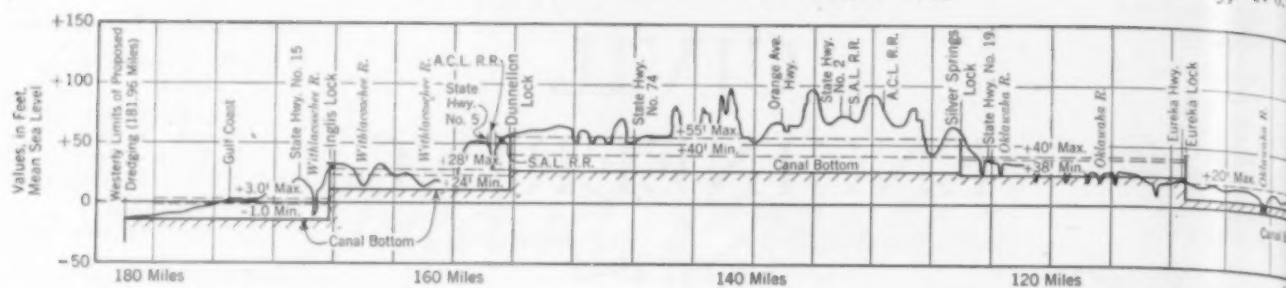 +150
+100
+50
0
-50
Values, in Feet,
Mean Sea Level
Westerly Limits of Proposed
Dredging (181.96 Miles)
Gulf Coast
State Hwy. No. 15
Withlacoochee R.
Inglis Lock
Withlacoochee R.
Withlacoochee R.
A.C.L. R.R.
State
Hwy.
No. 5
Dunnellon
Lock
S.A.L. R.R.
State Hwy.
No. 74
Orange Ave.
Hwy.
State Hwy.
No. 2
S.A.L. R.R.
A.C.L. R.R.
Silver Springs
Lock
State Hwy. No. 19
Oklawaha R.
Oklawaha R.
Eureka Hwy.
Eureka Lock
Oklawaha R.
+3.0' Max.
-1.0 Min.
+28' Max.
+24' Min.
+55' Max.
+40' Min.
Canal Bottom
+40' Max.
+38' Min.
+20' Max.
Canal Bottom
Canal
180 Miles
160 Miles
140 Miles
120 Miles